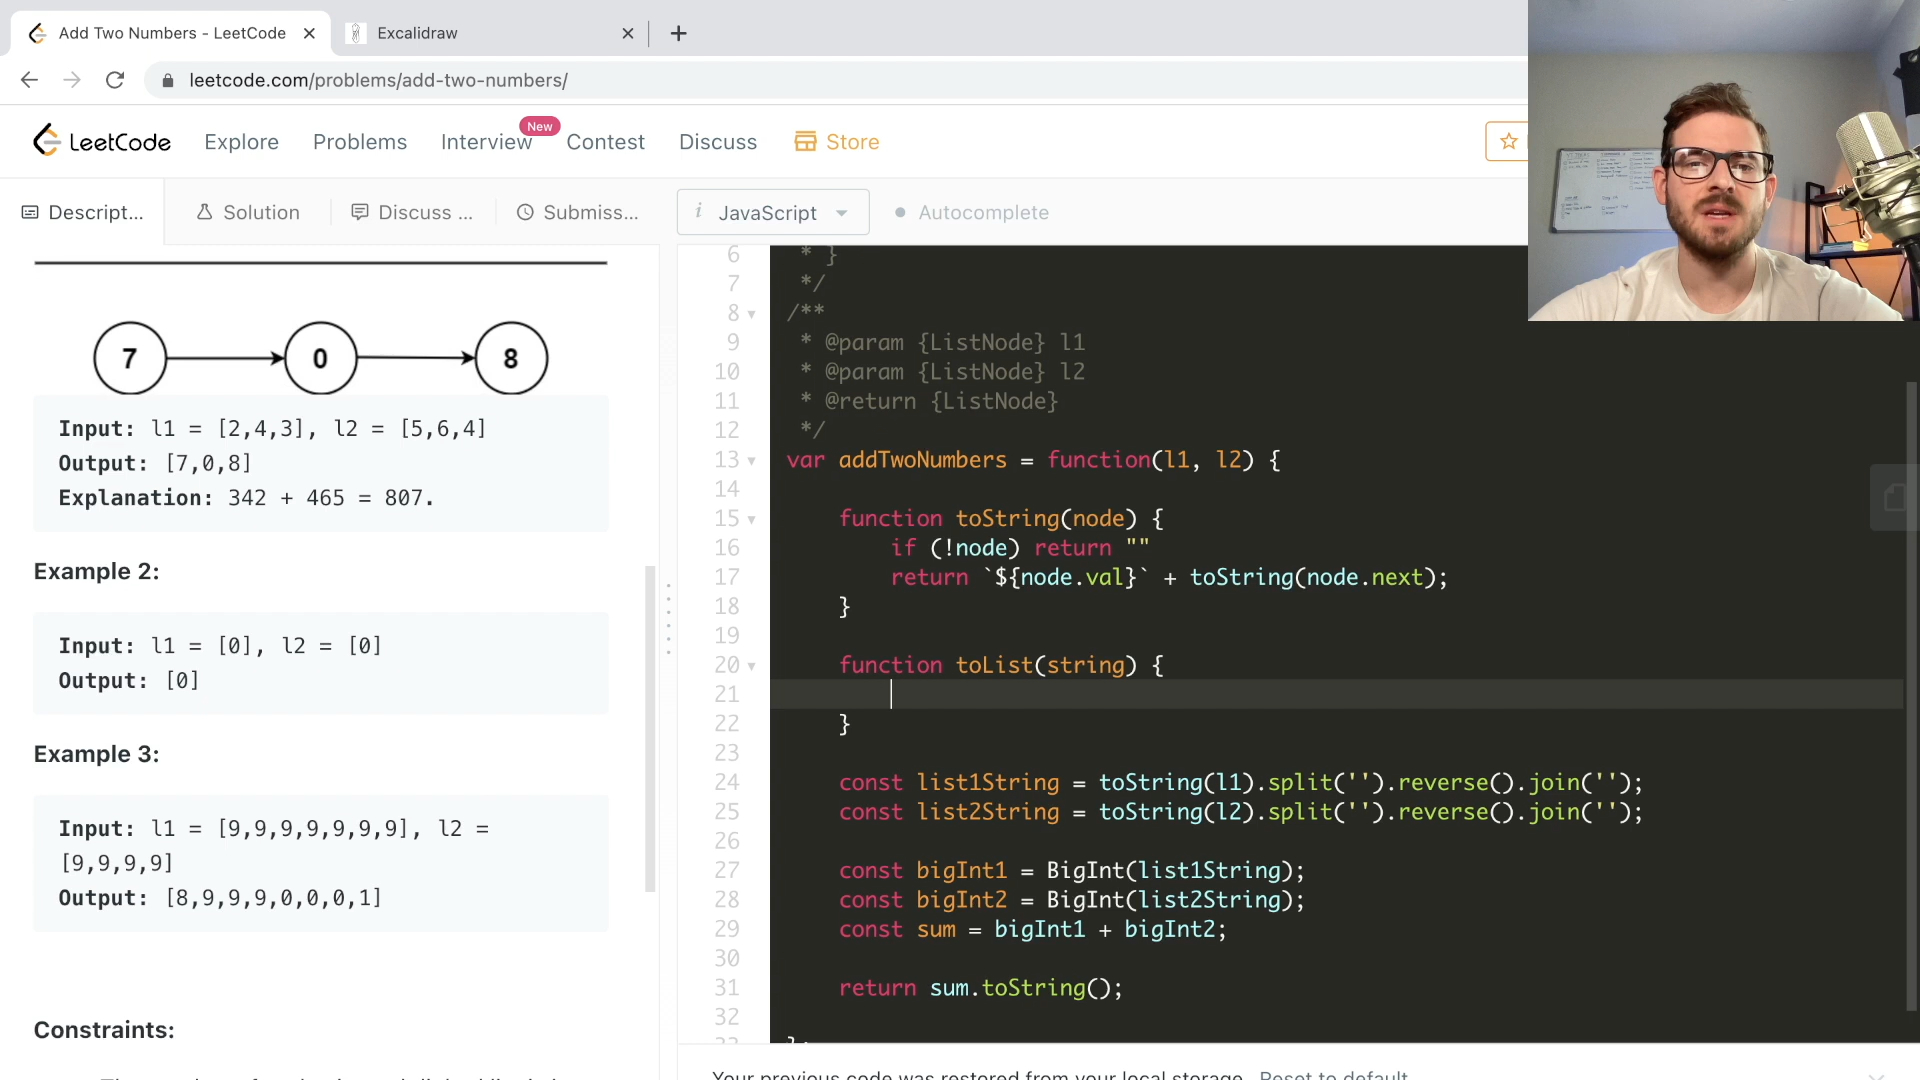 Add Two Numbers - LeetCode
Excalidraw
leetcode.com/problems/add-two-numbers/
LeetCode
Explore
Problems
Interview
New
Contest
Discuss
Store
Descript...
Solution
Discuss ...
Submiss...
i JavaScript
Autocomplete
7 0 8
Input: l1 = [2,4,3], l2 = [5,6,4]
Output: [7,0,8]
Explanation: 342 + 465 = 807.
Example 2:
Input: l1 = [0], l2 = [0]
Output: [0]
Example 3:
Input: l1 = [9,9,9,9,9,9,9], l2 =
[9,9,9,9]
Output: [8,9,9,9,0,0,0,1]
Constraints:
6 * }
7 */
8 /**
9 * @param {ListNode} l1
10 * @param {ListNode} l2
11 * @return {ListNode}
12 */
13 var addTwoNumbers = function(l1, l2) {
14
15 function toString(node) {
16 if (!node) return ""
17 return `${node.val}` + toString(node.next);
18 }
19
20 function toList(string) {
21
22 }
23
24 const list1String = toString(l1).split('').reverse().join('');
25 const list2String = toString(l2).split('').reverse().join('');
26
27 const bigInt1 = BigInt(list1String);
28 const bigInt2 = BigInt(list2String);
29 const sum = bigInt1 + bigInt2;
30
31 return sum.toString();
32
33 };
Your previous code was restored from your local storage. Reset to default